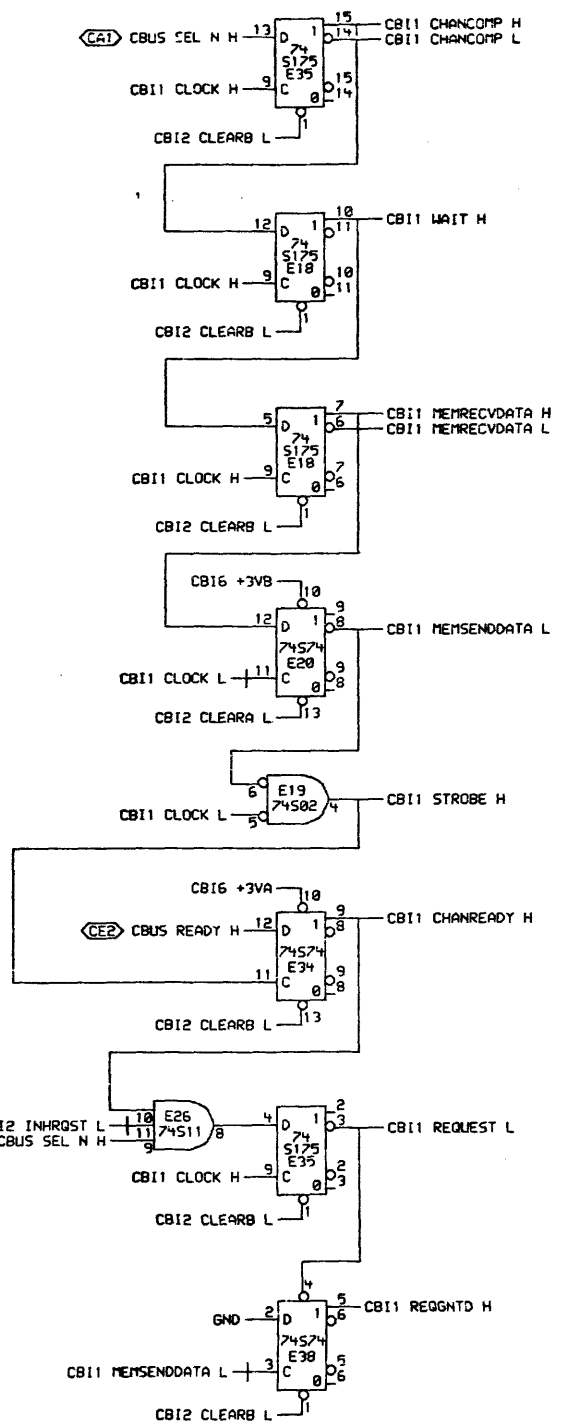 15
CBI1 CHANCOMP H
13
D 1
14
CBI1 CHANCOMP L
CA1 CBUS SEL N H
74
S175
E35
9
CBI1 CLOCK H
C
15
0
14
1
CBI2 CLEARB L
10
CBI1 WAIT H
12
D 1
11
74
S175
E18
9
CBI1 CLOCK H
C
10
0
11
1
CBI2 CLEARB L
7
CBI1 MEMRECVDATA H
5
D 1
6
CBI1 MEMRECVDATA L
74
S175
E18
9
CBI1 CLOCK H
C
7
0
6
1
CBI2 CLEARB L
CBI6 +3VB
10
9
12
D 1
8
CBI1 MEMSENDDATA L
74S74
E20
11
CBI1 CLOCK L
C
9
0
8
13
CBI2 CLEARA L
6
E19
74S02
4
CBI1 STROBE H
CBI1 CLOCK L
5
CBI6 +3VA
10
9
CBI1 CHANREADY H
CE2 CBUS READY H
12
D 1
8
74S74
E34
11
C
9
0
8
13
CBI2 CLEARB L
10
E26
74S11
I2 INHRQST L
11
8
CBUS SEL N H
9
4
D 1
2
3
CBI1 REQUEST L
74
S175
E35
9
CBI1 CLOCK H
C
2
0
3
1
CBI2 CLEARB L
4
5
CBI1 REQGNTD H
GND
2
D 1
6
74S74
E38
3
CBI1 MEMSENDDATA L
C
5
0
6
1
CBI2 CLEARB L